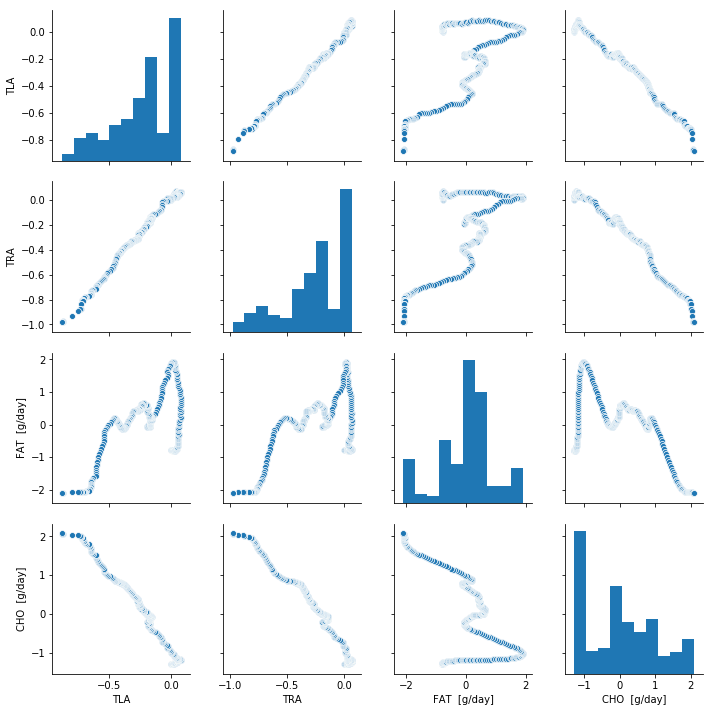 0.0
−0.2
−0.4
−0.6
−0.8
TLA
0.0
−0.2
−0.4
−0.6
−0.8
−1.0
TRA
2
1
0
−1
−2
FAT  [g/day]
2
1
0
−1
CHO  [g/day]
−0.5 0.0
TLA
−1.0 −0.5 0.0
TRA
−2 0 2
FAT  [g/day]
−1 0 1 2
CHO  [g/day]